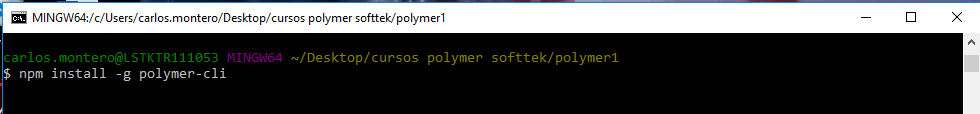 MINGW64:/c/Users/carlos.montero/Desktop/cursos polymer softtek/polymer1
carlos.montero@LSTKTR111053 MINGW64 ~/Desktop/cursos polymer softtek/polymer1
$ npm install -g polymer-cli